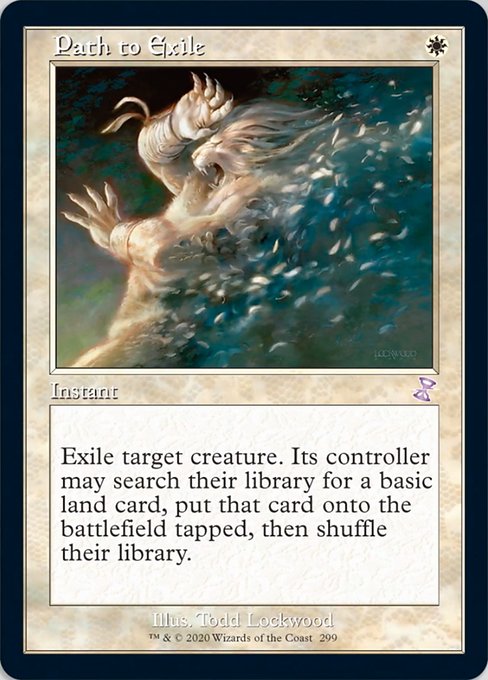 Path to Exile
LOCKWOOD
Instant
Exile target creature. Its controller
may search their library for a basic
land card, put that card onto the
battlefield tapped, then shuffle
their library.
Illus. Todd Lockwood
™ & © 2020 Wizards of the Coast 299